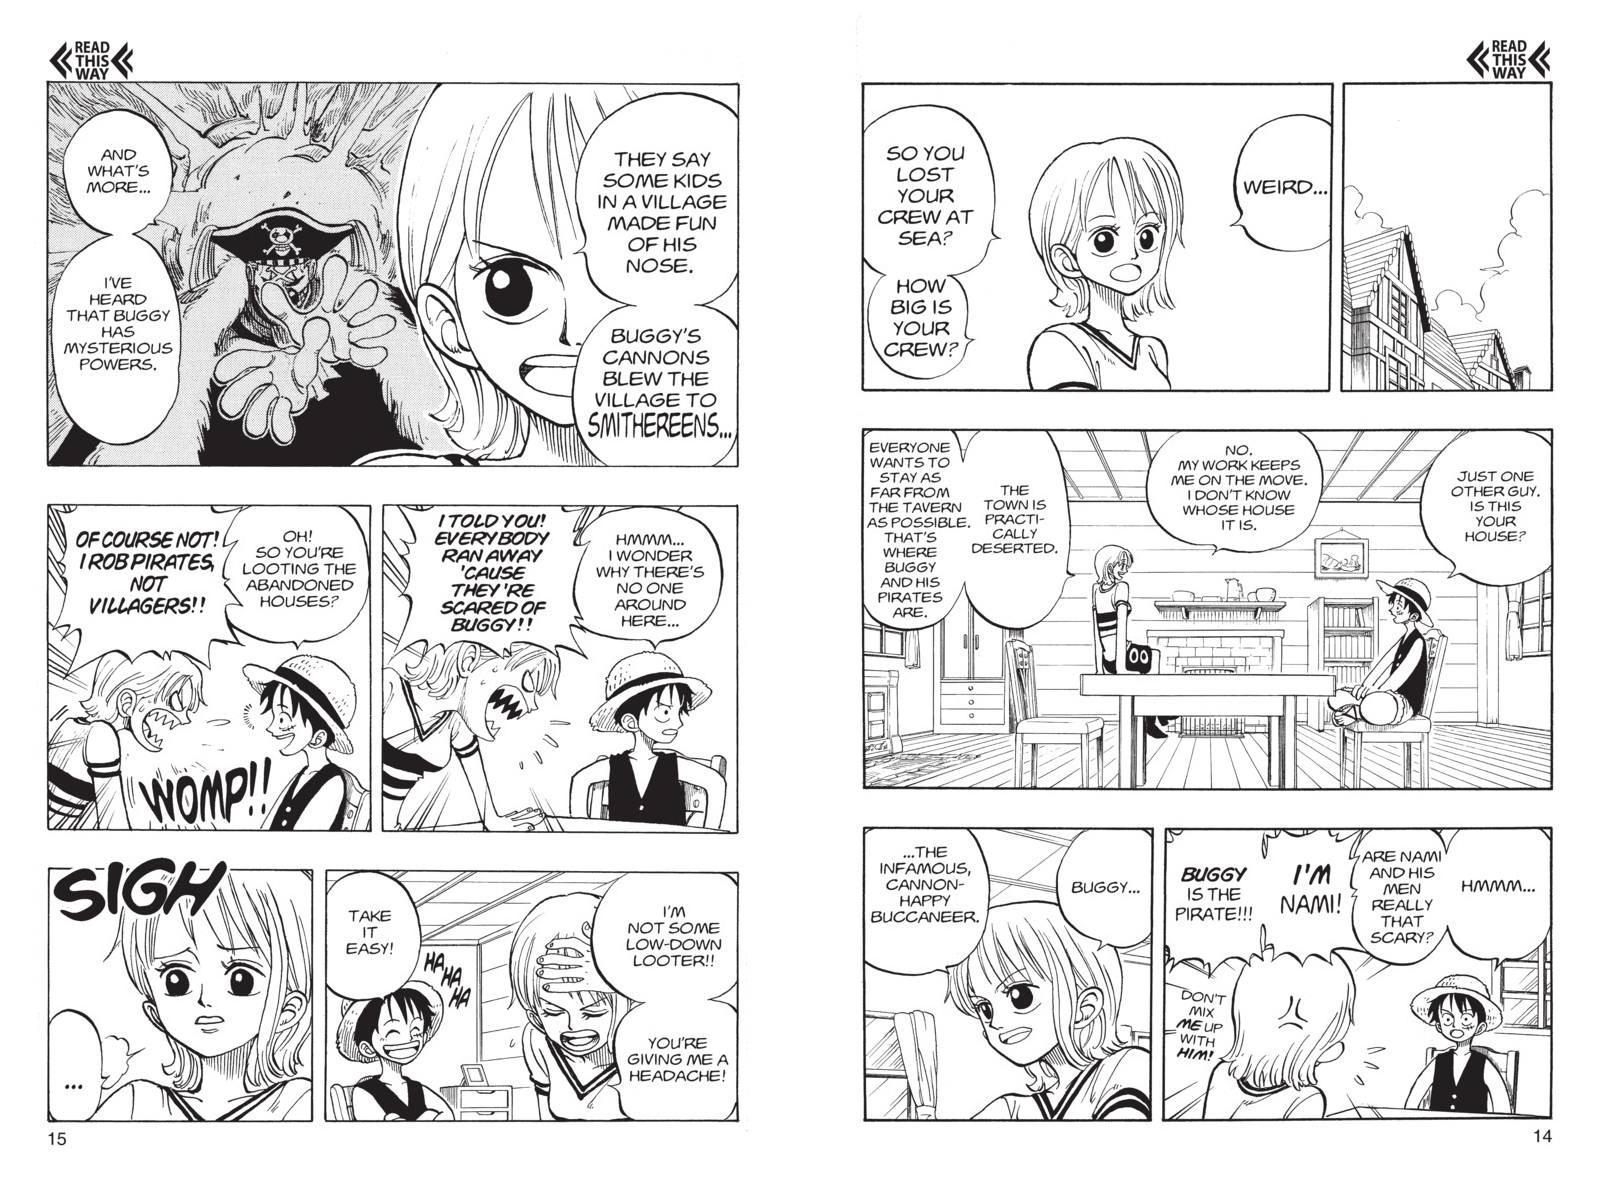 READ
THIS
WAY
WEIRD...
SO YOU
LOST
YOUR
CREW AT
SEA?
HOW
BIG IS
YOUR
CREW?
JUST ONE
OTHER GUY.
IS THIS
YOUR
HOUSE?
NO.
MY WORK KEEPS
ME ON THE MOVE.
I DON'T KNOW
WHOSE HOUSE
IT IS.
THE
TOWN IS
PRACTI-
CALLY
DESERTED.
EVERYONE
WANTS TO
STAY AS
FAR FROM
THE TAVERN
AS POSSIBLE.
THAT'S
WHERE
BUGGY
AND HIS
PIRATES
ARE.
HMMM...
ARE NAMI
AND HIS
MEN
REALLY
THAT
SCARY?
I'M
NAMI!
BUGGY
IS THE
PIRATE!!!
DON'T
MIX
ME UP
WITH
HIM!
BUGGY...
...THE
INFAMOUS,
CANNON-
HAPPY
BUCCANEER.
14
READ
THIS
WAY
THEY SAY
SOME KIDS
IN A VILLAGE
MADE FUN
OF HIS
NOSE.
BUGGY'S
CANNONS
BLEW THE
VILLAGE TO
SMITHEREENS...
AND
WHAT'S
MORE...
I'VE
HEARD
THAT BUGGY
HAS
MYSTERIOUS
POWERS.
HMMM...
I WONDER
WHY THERE'S
NO ONE
AROUND
HERE...
I TOLD YOU!
EVERYBODY
RAN AWAY
'CAUSE
THEY'RE
SCARED OF
BUGGY!!
OH!
SO YOU'RE
LOOTING THE
ABANDONED
HOUSES?
OF COURSE NOT!
I ROB PIRATES,
NOT
VILLAGERS!!
WOMP!!
I'M
NOT SOME
LOW-DOWN
LOOTER!!
YOU'RE
GIVING ME A
HEADACHE!
TAKE
IT
EASY!
HA
HA
HA
SIGH
...
15